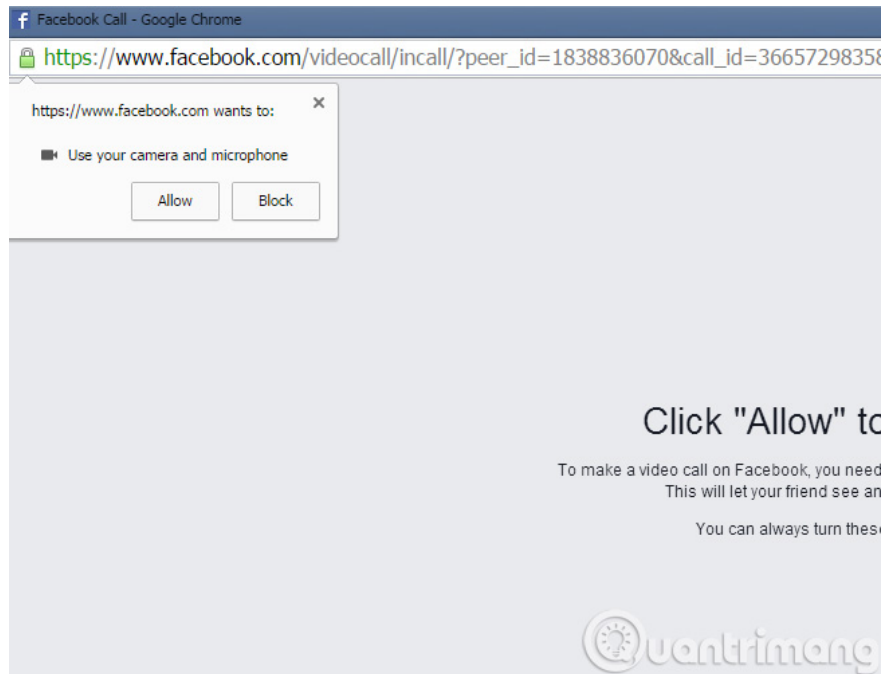 Facebook Call - Google Chrome
https://www.facebook.com/videocall/incall/?peer_id=1838836070&call_id=3665729835
https://www.facebook.com wants to:
Use your camera and microphone
Allow Block
Click "Allow" to
To make a video call on Facebook, you need
This will let your friend see an
You can always turn these
Quantrimang